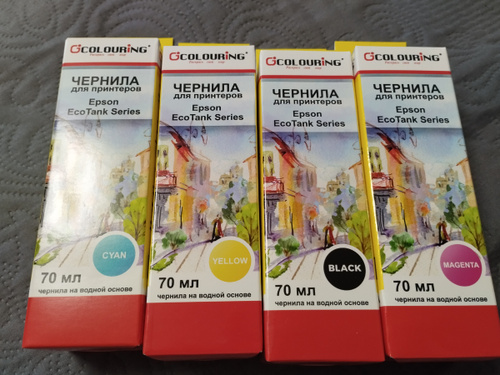 COLOURING
ЧЕРНИЛА
для принтеров
Epson
EcoTank Series
CYAN
70 мл
чернила на водной основе
COLOURING
ЧЕРНИЛА
для принтеров
Epson
EcoTank Series
YELLOW
70 мл
чернила на водной основе
COLOURING
ЧЕРНИЛА
для принтеров
Epson
EcoTank Series
BLACK
70 мл
чернила на водной основе
COLOURING
ЧЕРНИЛА
для принтеров
Epson
EcoTank Series
MAGENTA
70 мл
чернила на водной основе